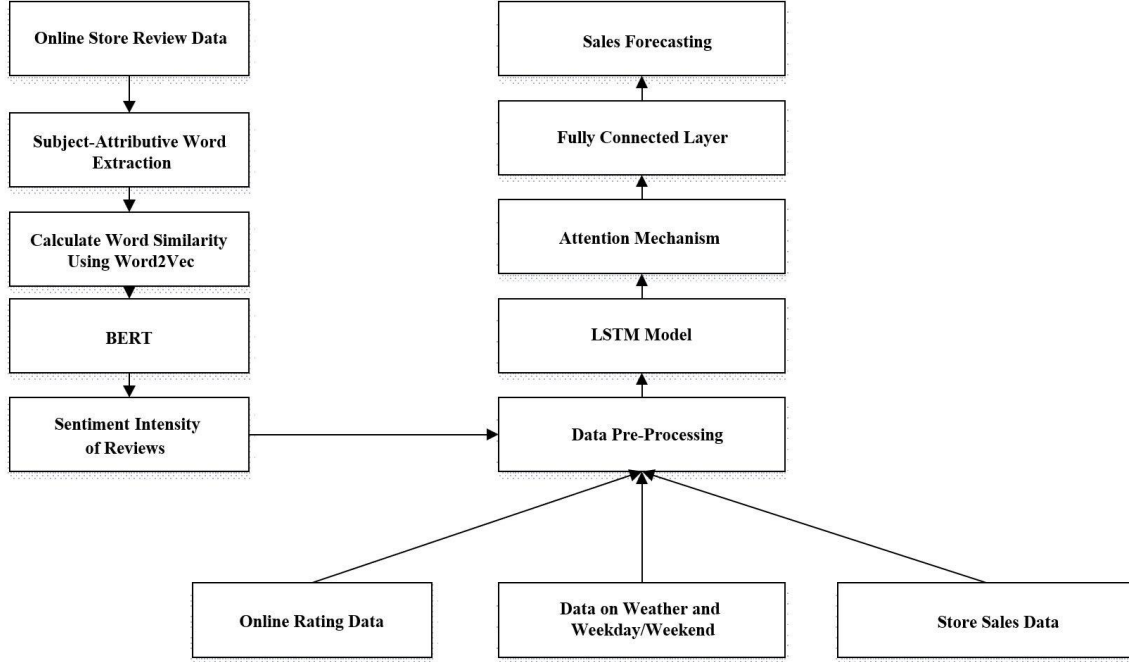 Online Store Review Data
Subject-Attributive Word
Extraction
Calculate Word Similarity
Using Word2Vec
BERT
Sentiment Intensity
of Reviews
Sales Forecasting
Fully Connected Layer
Attention Mechanism
LSTM Model
Data Pre-Processing
Online Rating Data
Data on Weather and
Weekday/Weekend
Store Sales Data